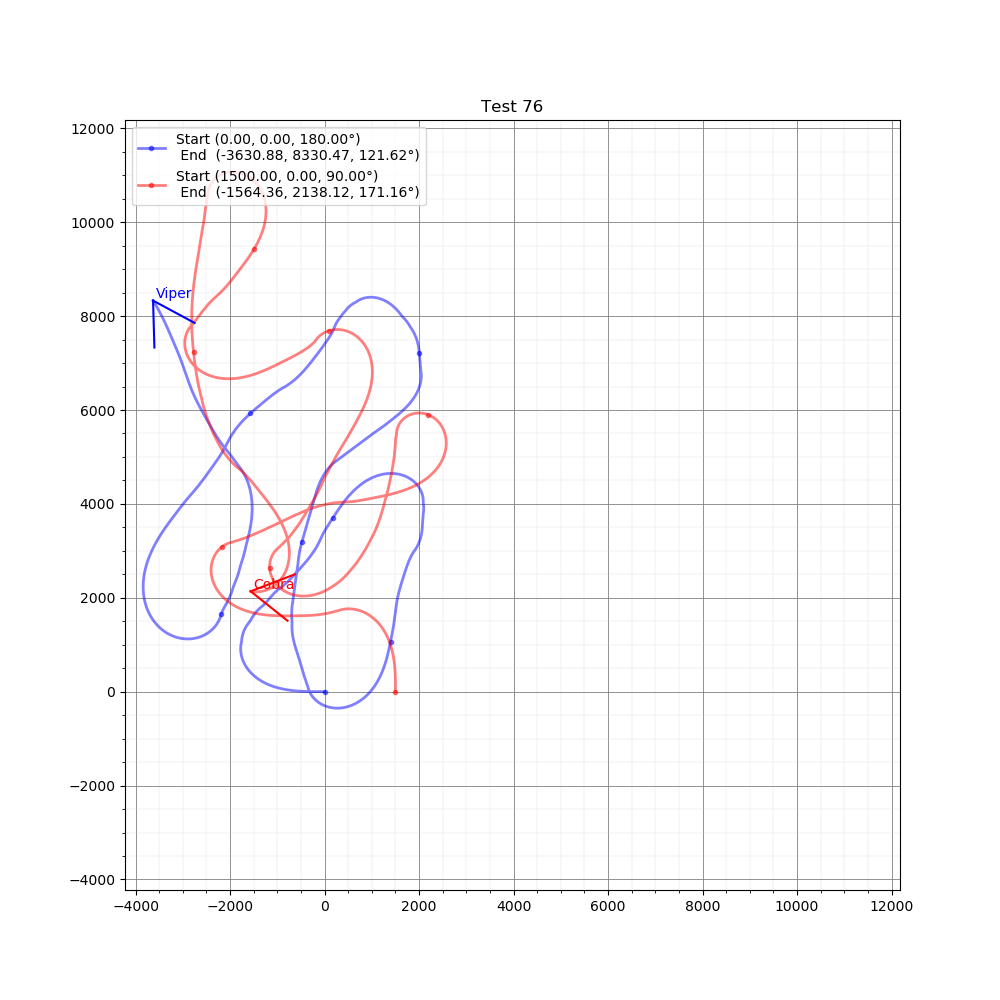 Test 76
Start (0.00, 0.00, 180.00°)
End (-3630.88, 8330.47, 121.62°)
Start (1500.00, 0.00, 90.00°)
End (-1564.36, 2138.12, 171.16°)
12000
10000
8000
6000
4000
2000
0
−2000
−4000
Viper
Cobra
−4000 −2000 0 2000 4000 6000 8000 10000 12000